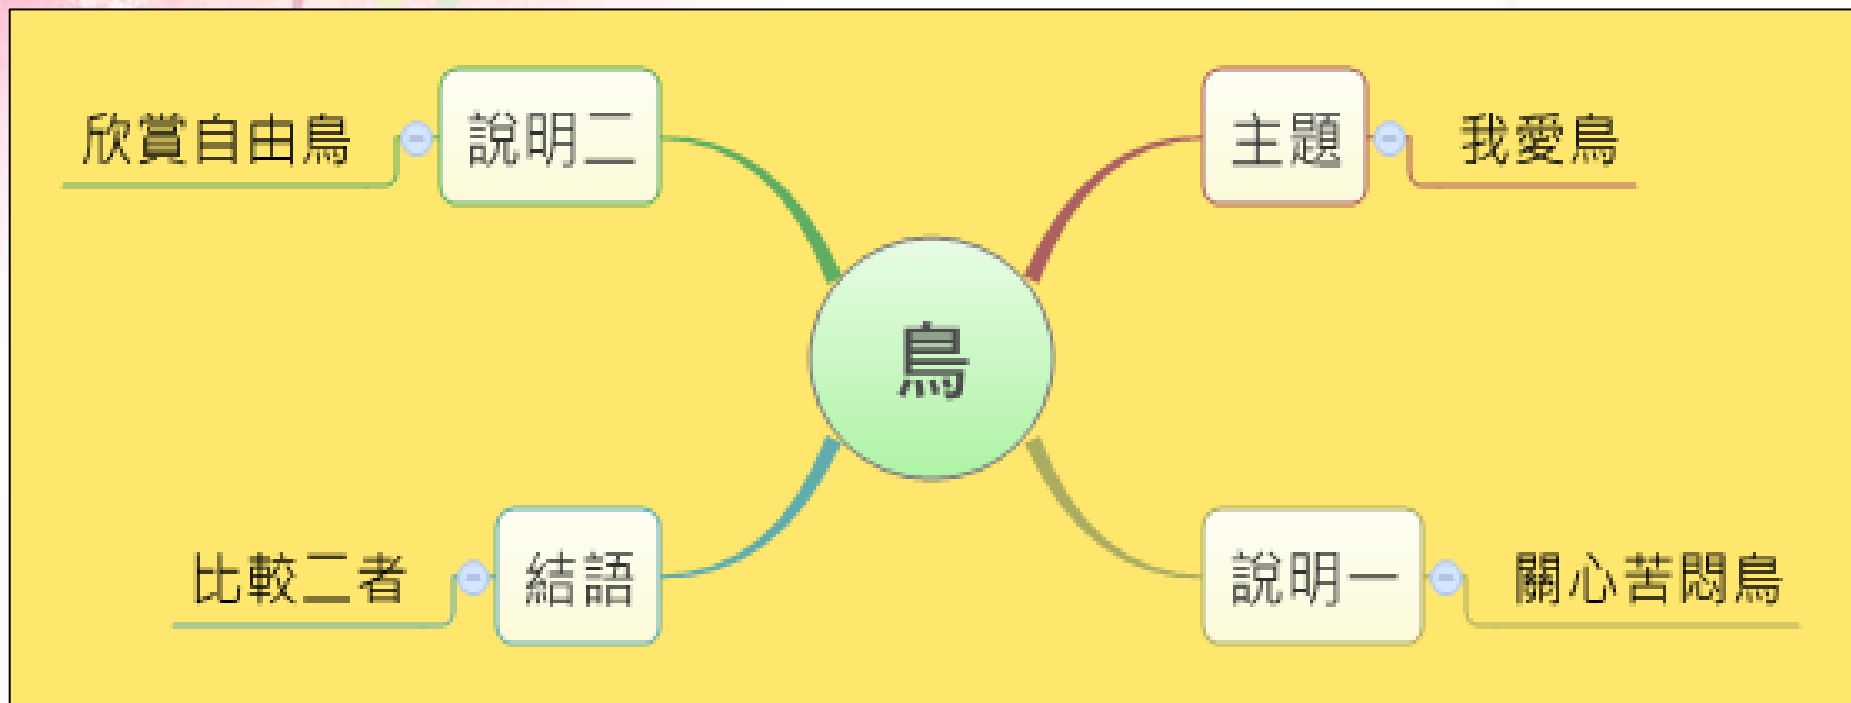 欣賞自由鳥
說明二
主題
我愛鳥
鳥
比較二者
結語
說明一
關心苦悶鳥